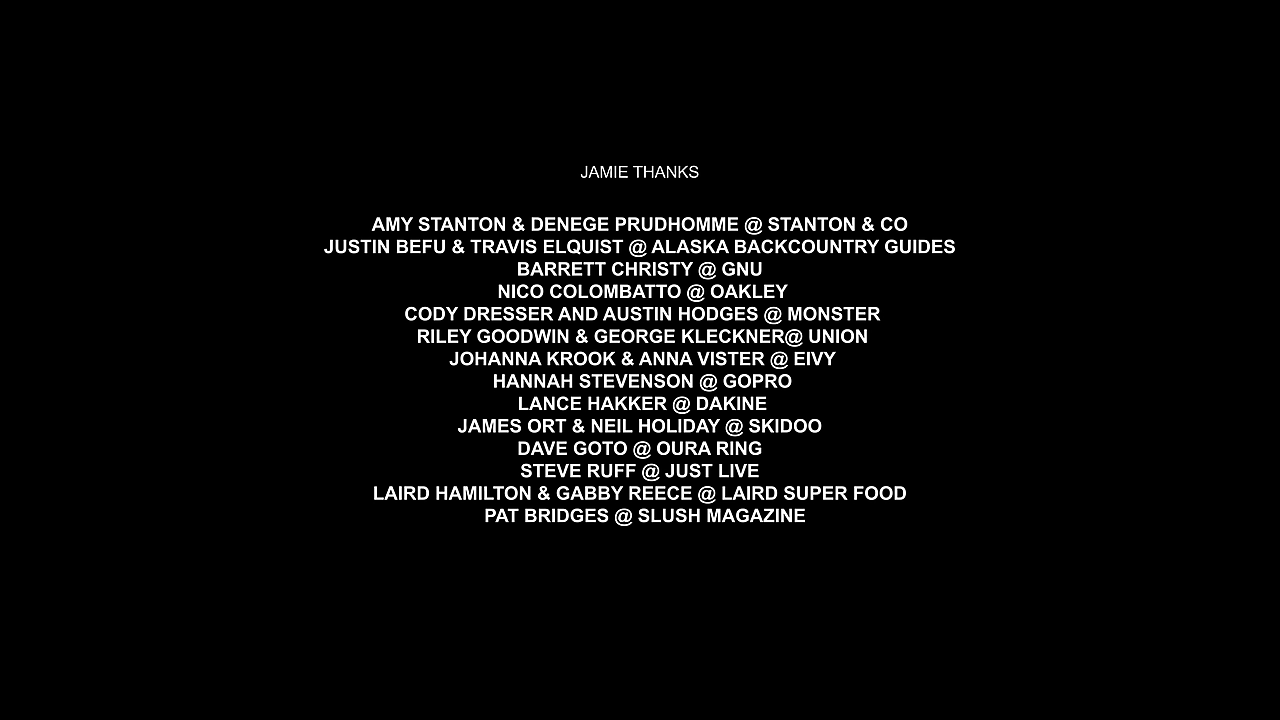 JAMIE THANKS
AMY STANTON & DENEGE PRUDHOMME @ STANTON & CO
JUSTIN BEFU & TRAVIS ELQUIST @ ALASKA BACKCOUNTRY GUIDES
BARRETT CHRISTY @ GNU
NICO COLOMBATTO @ OAKLEY
CODY DRESSER AND AUSTIN HODGES @ MONSTER
RILEY GOODWIN & GEORGE KLECKNER@ UNION
JOHANNA KROOK & ANNA VISTER @ EIVY
HANNAH STEVENSON @ GOPRO
LANCE HAKKER @ DAKINE
JAMES ORT & NEIL HOLIDAY @ SKIDOO
DAVE GOTO @ OURA RING
STEVE RUFF @ JUST LIVE
LAIRD HAMILTON & GABBY REECE @ LAIRD SUPER FOOD
PAT BRIDGES @ SLUSH MAGAZINE